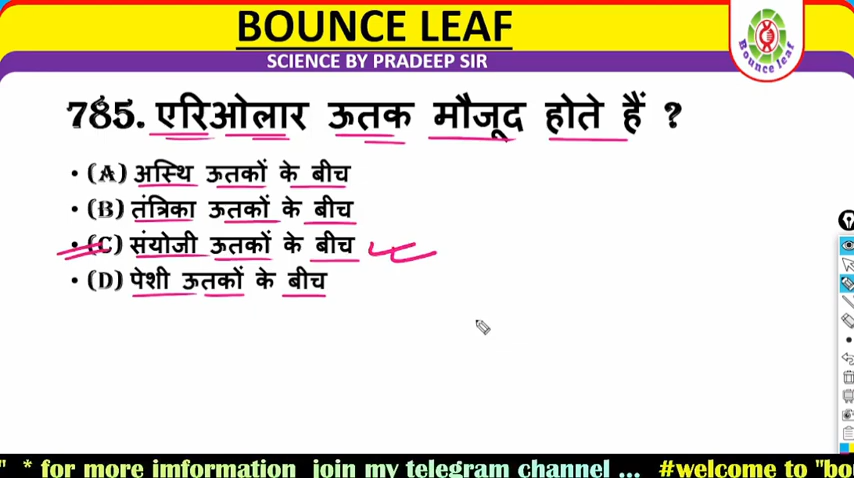 BOUNCE LEAF
SCIENCE BY PRADEEP SIR
Bounce leaf
785. एरिओलार ऊतक मौजूद होते हैं ?
• (A) अस्थि ऊतकों के बीच
• (B) तंत्रिका ऊतकों के बीच
• (C) संयोजी ऊतकों के बीच
• (D) पेशी ऊतकों के बीच
" * for more imformation join my telegram channel ... #welcome to "bo